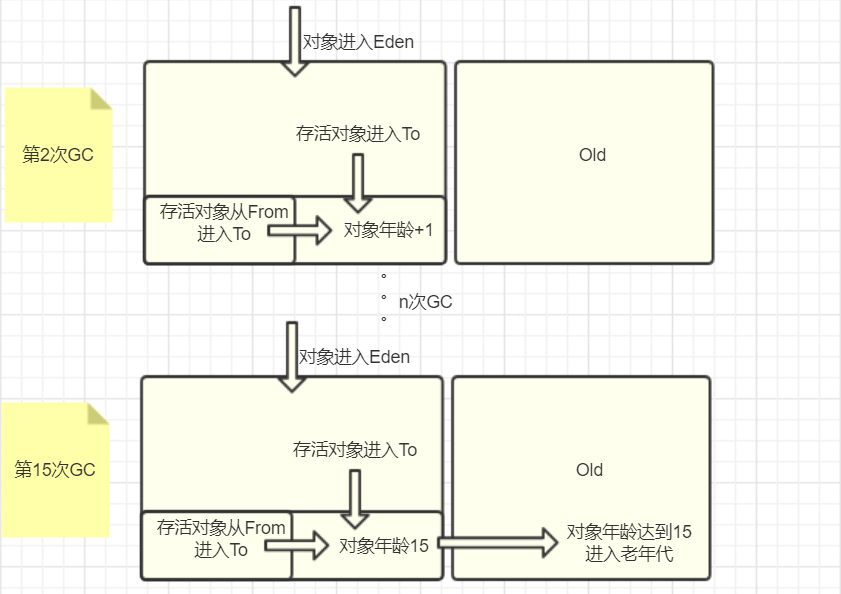 对象进入Eden
第2次GC
存活对象进入To
Old
存活对象从From
进入To
对象年龄+1
n次GC
对象进入Eden
第15次GC
存活对象进入To
Old
存活对象从From
进入To
对象年龄15
对象年龄达到15
进入老年代